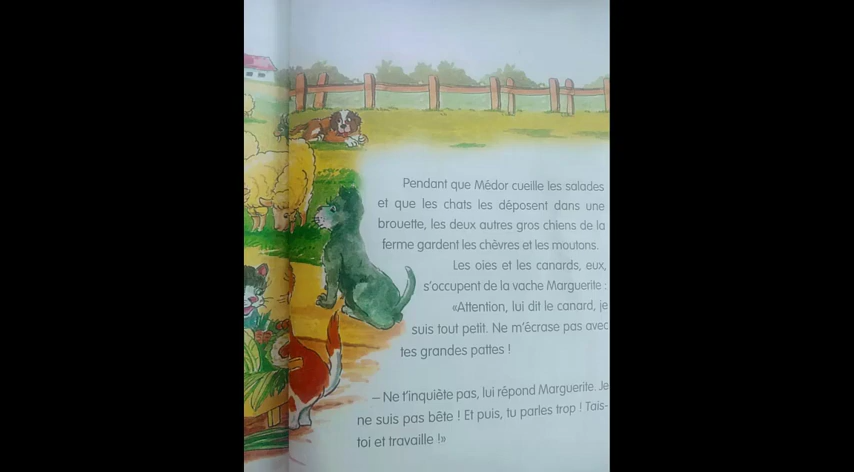 Pendant que Médor cueille les salades
et que les chats les déposent dans une
brouette, les deux autres gros chiens de la
ferme gardent les chèvres et les moutons.
Les oies et les canards, eux,
s'occupent de la vache Marguerite :
«Attention, lui dit le canard, je
suis tout petit. Ne m'écrase pas avec
tes grandes pattes !
– Ne t'inquiète pas, lui répond Marguerite. Je
ne suis pas bête ! Et puis, tu parles trop ! Tais-
toi et travaille !»